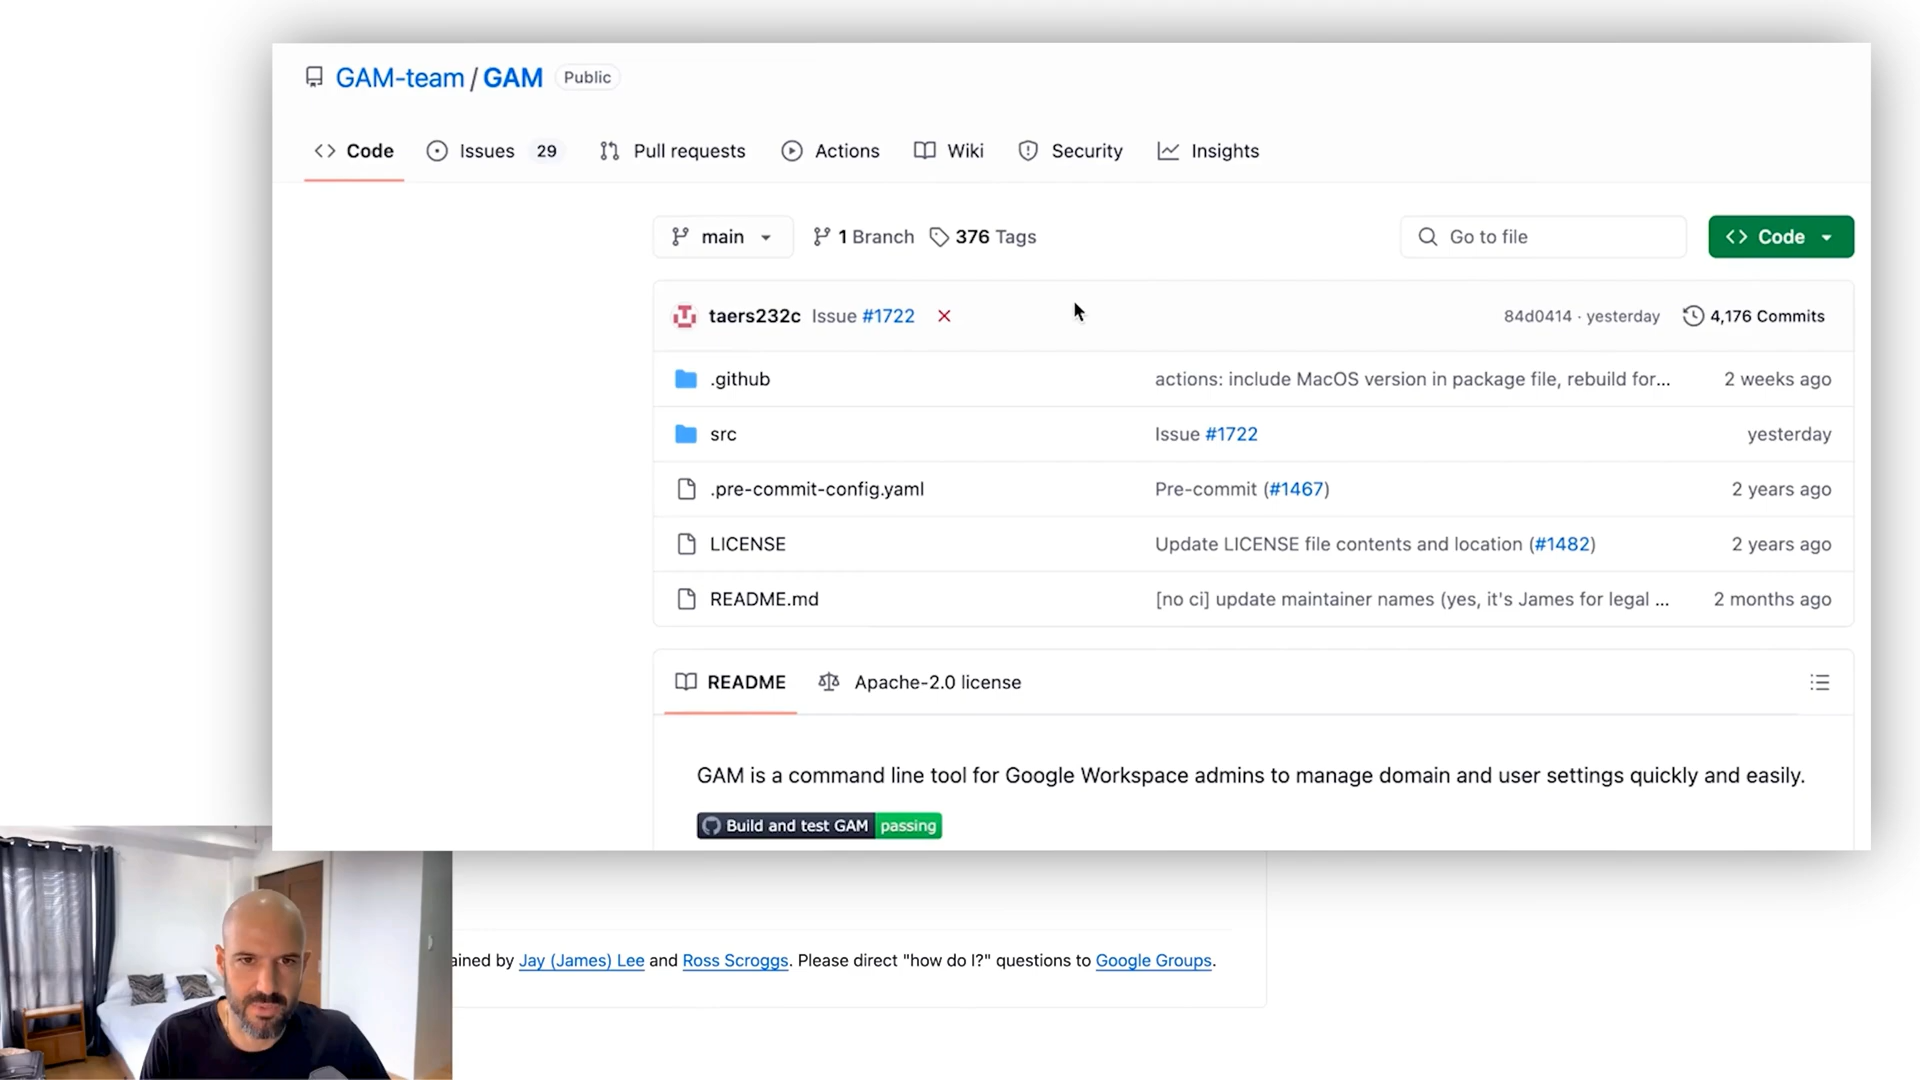 GAM-team / GAM Public
Code Issues 29 Pull requests Actions Wiki Security Insights
main 1 Branch 376 Tags Go to file Code
taers232c Issue #1722 84d0414 · yesterday 4,176 Commits
.github actions: include MacOS version in package file, rebuild for... 2 weeks ago
src Issue #1722 yesterday
.pre-commit-config.yaml Pre-commit (#1467) 2 years ago
LICENSE Update LICENSE file contents and location (#1482) 2 years ago
README.md [no ci] update maintainer names (yes, it's James for legal ... 2 months ago
README Apache-2.0 license
GAM is a command line tool for Google Workspace admins to manage domain and user settings quickly and easily.
Build and test GAM passing
ained by Jay (James) Lee and Ross Scroggs. Please direct "how do I?" questions to Google Groups.